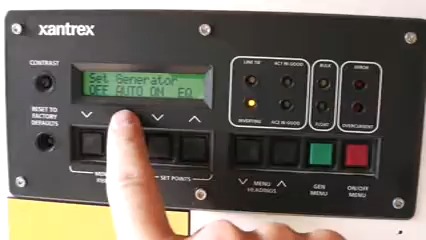 xantrex
CONTRAST
Set Generator
OFF AUTO ON EQ
RESET TO
FACTORY
DEFAULTS
SET POINTS
LINE TIE
AC1 IN GOOD
BULK
ERROR
INVERTING
AC2 IN GOOD
FLOAT
OVERCURRENT
MENU
HEADINGS
GEN
MENU
ON/OFF
MENU